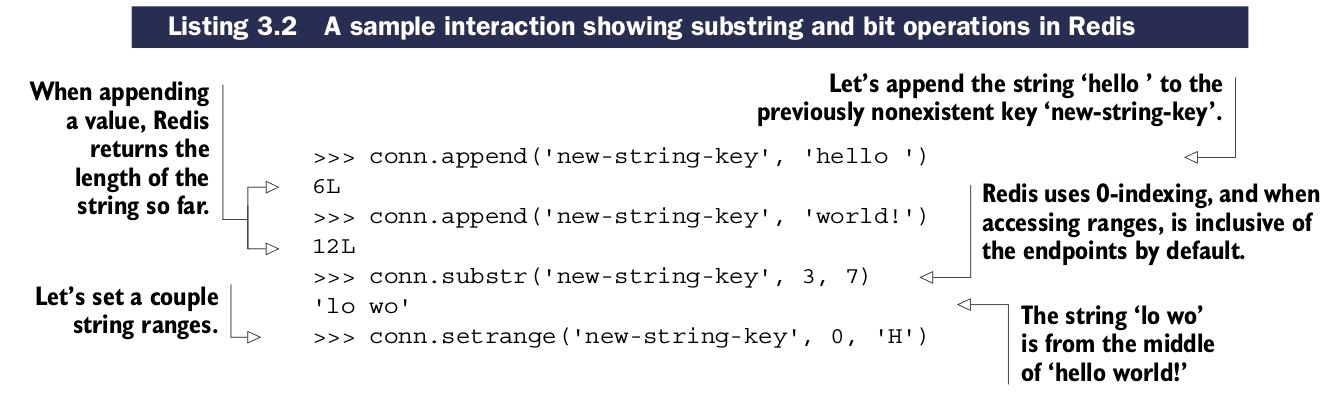 Listing 3.2 A sample interaction showing substring and bit operations in Redis
When appending
a value, Redis
returns the
length of the
string so far.
Let’s append the string ‘hello ’ to the
previously nonexistent key ‘new-string-key’.
>>> conn.append('new-string-key', 'hello ')
6L
>>> conn.append('new-string-key', 'world!')
12L
Redis uses 0-indexing, and when
accessing ranges, is inclusive of
the endpoints by default.
>>> conn.substr('new-string-key', 3, 7)
'lo wo'
The string ‘lo wo’
is from the middle
of ‘hello world!’
Let’s set a couple
string ranges.
>>> conn.setrange('new-string-key', 0, 'H')